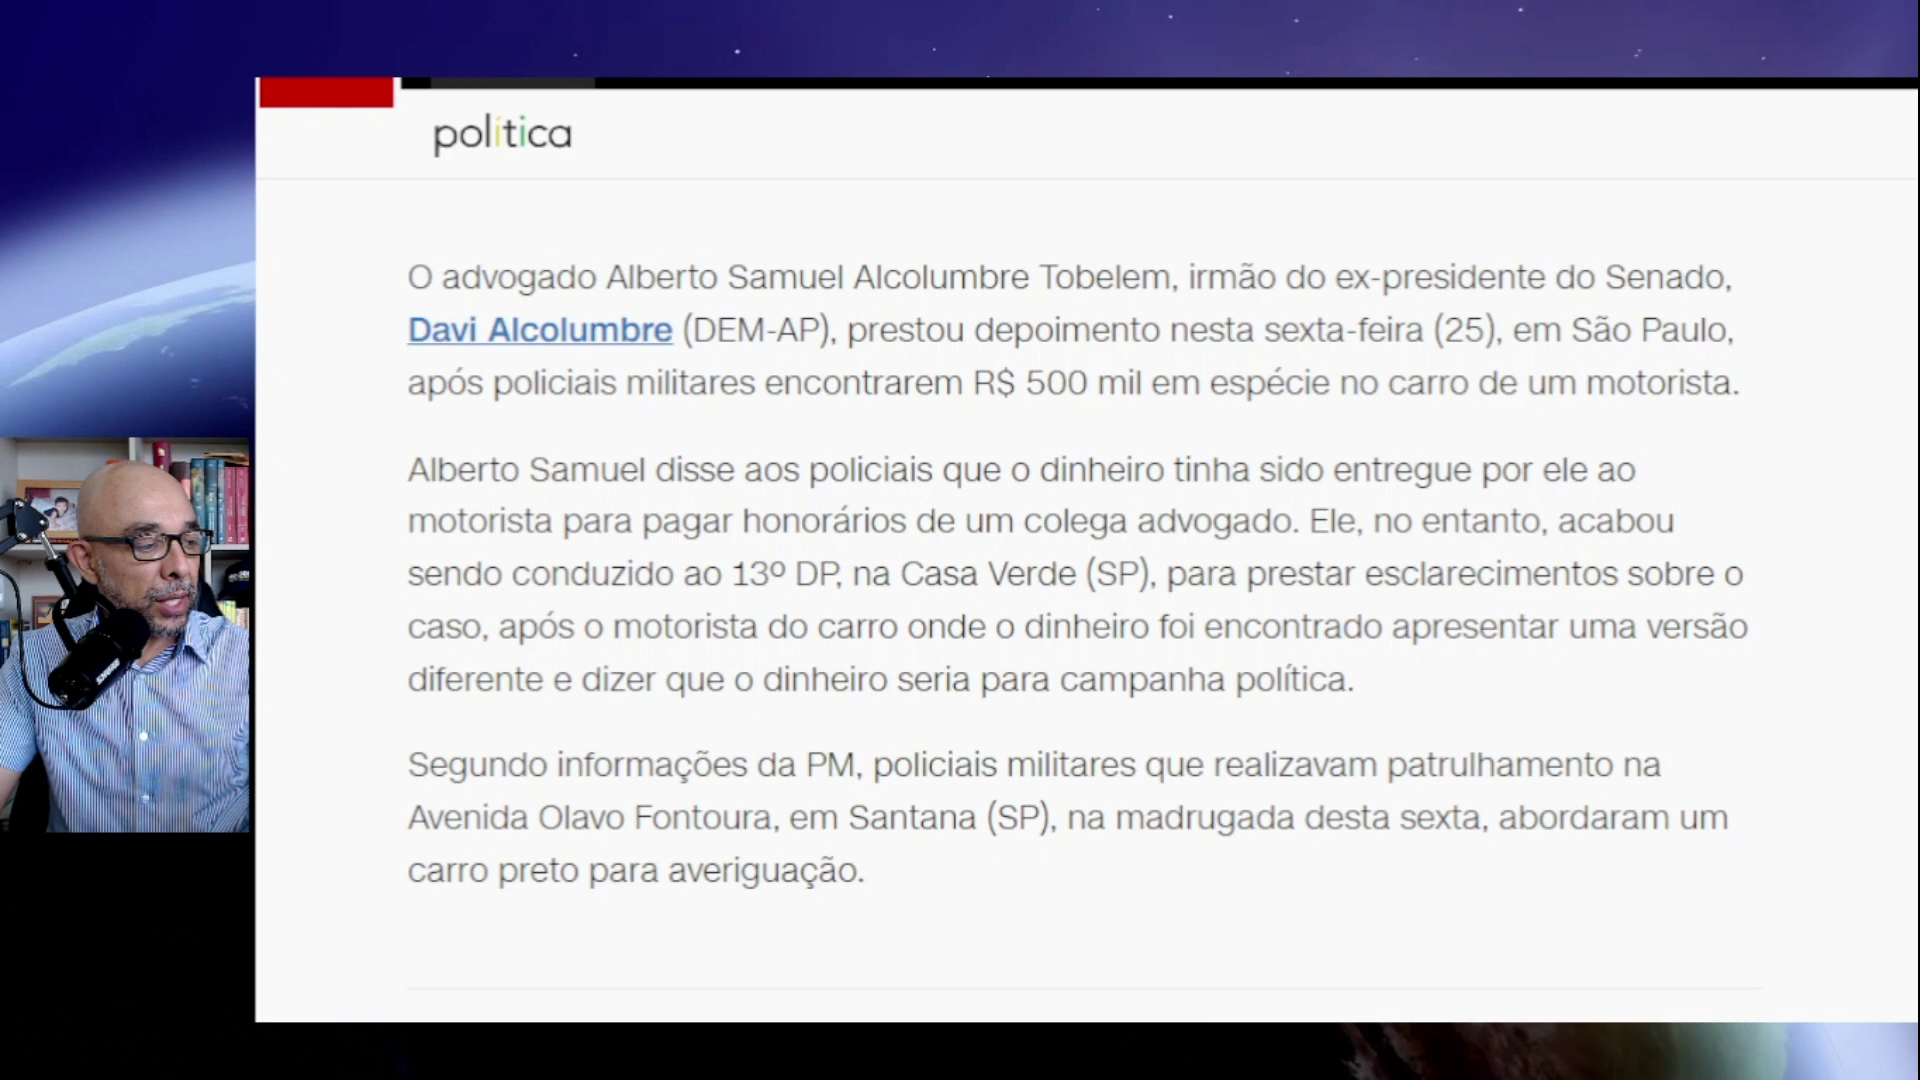 política
O advogado Alberto Samuel Alcolumbre Tobelem, irmão do ex-presidente do Senado,
Davi Alcolumbre (DEM-AP), prestou depoimento nesta sexta-feira (25), em São Paulo,
após policiais militares encontrarem R$ 500 mil em espécie no carro de um motorista.
Alberto Samuel disse aos policiais que o dinheiro tinha sido entregue por ele ao
motorista para pagar honorários de um colega advogado. Ele, no entanto, acabou
sendo conduzido ao 13º DP, na Casa Verde (SP), para prestar esclarecimentos sobre o
caso, após o motorista do carro onde o dinheiro foi encontrado apresentar uma versão
diferente e dizer que o dinheiro seria para campanha política.
Segundo informações da PM, policiais militares que realizavam patrulhamento na
Avenida Olavo Fontoura, em Santana (SP), na madrugada desta sexta, abordaram um
carro preto para averiguação.
SHURE